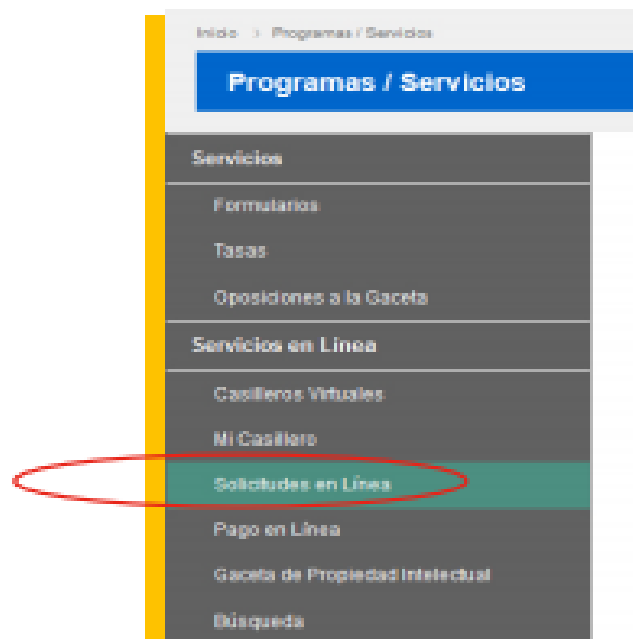 Inicio > Programas / Servicios
Programas / Servicios
Servicios
Formularios
Tasas
Oposiciones a la Gaceta
Servicios en Línea
Casilleros Virtuales
Mi Casillero
Solicitudes en Línea
Pago en Línea
Gaceta de Propiedad Intelectual
Búsqueda